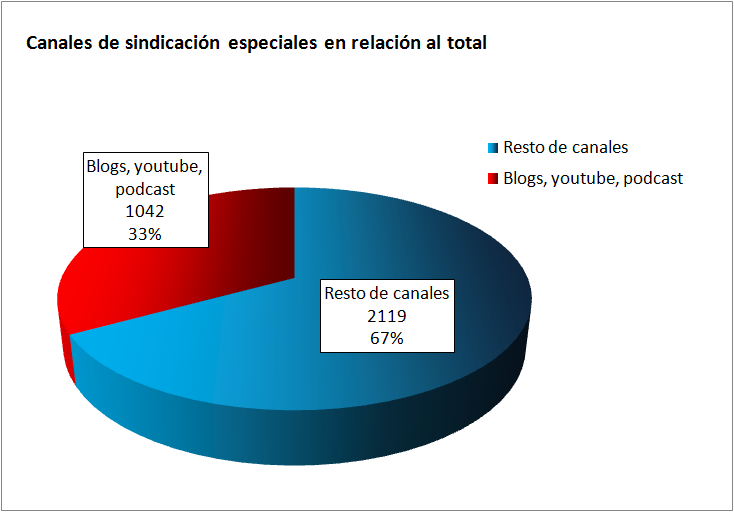 Canales de sindicación especiales en relación al total
Resto de canales
Blogs, youtube, podcast
Blogs, youtube,
podcast
1042
33%
Resto de canales
2119
67%